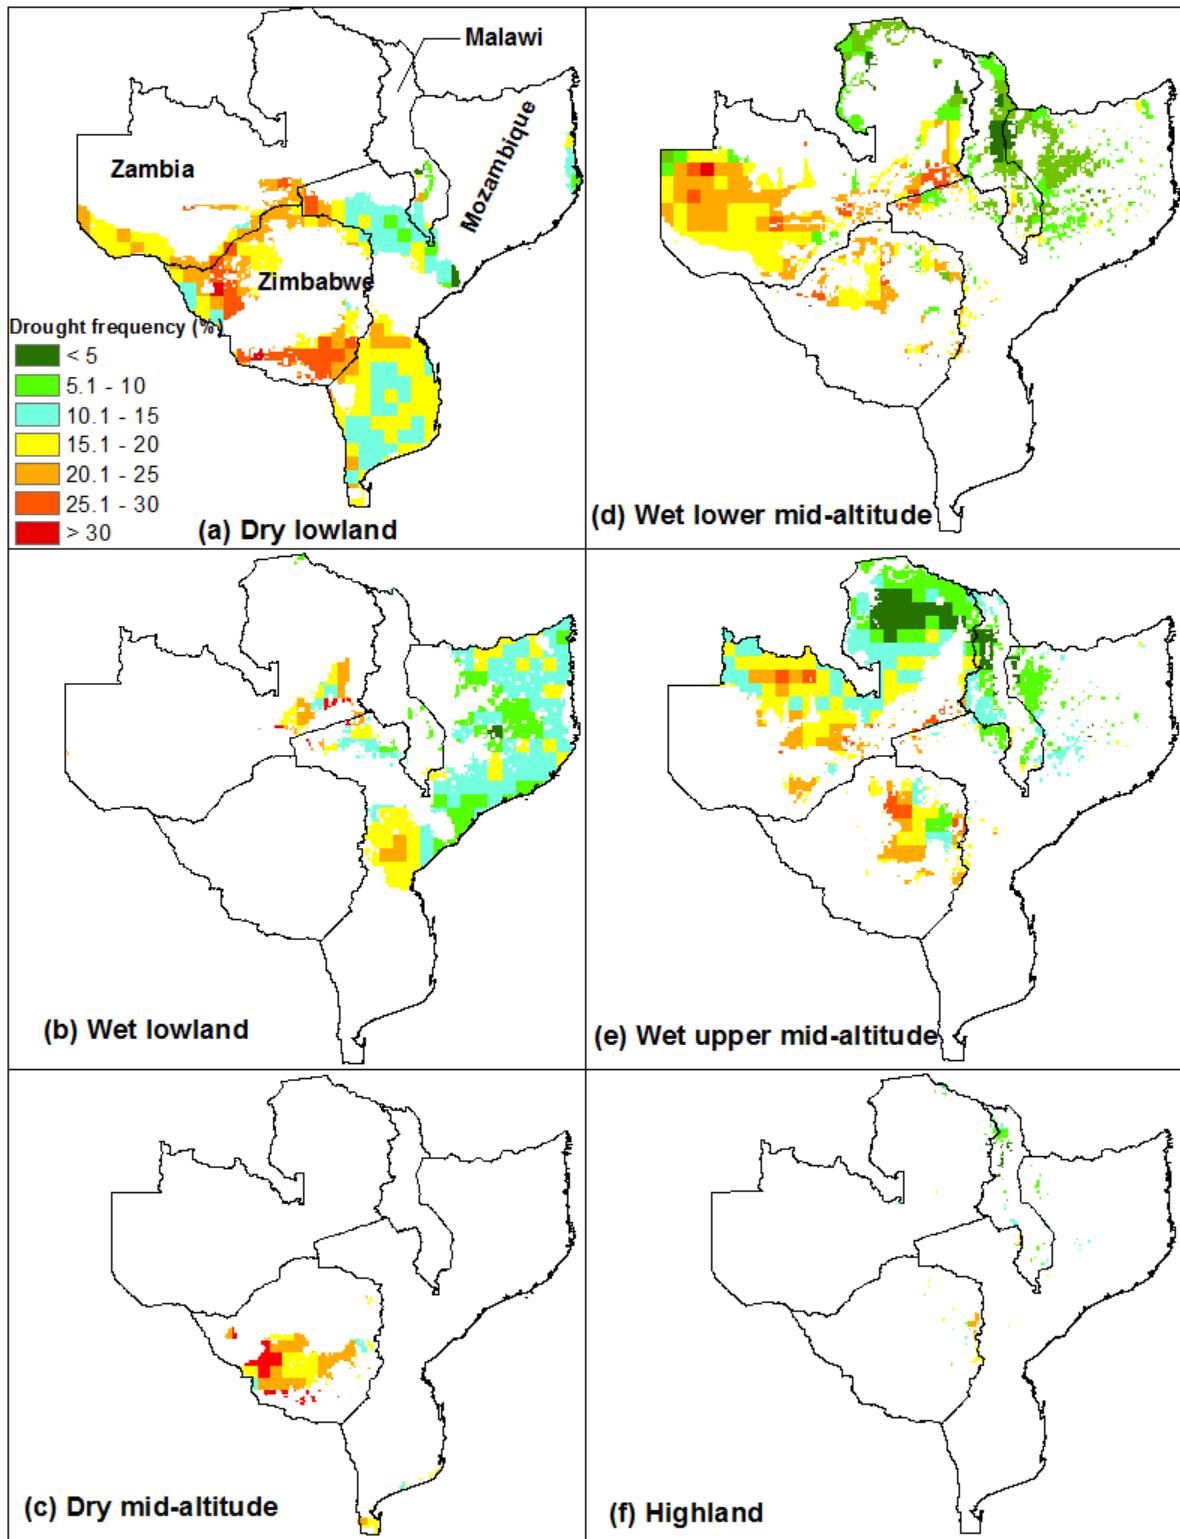 Malawi
Mozambique
Zambia
Zimbabwe
Drought frequency (%)
< 5
5.1 - 10
10.1 - 15
15.1 - 20
20.1 - 25
25.1 - 30
> 30
(a) Dry lowland
(d) Wet lower mid-altitude
(b) Wet lowland
(e) Wet upper mid-altitude
(c) Dry mid-altitude
(f) Highland